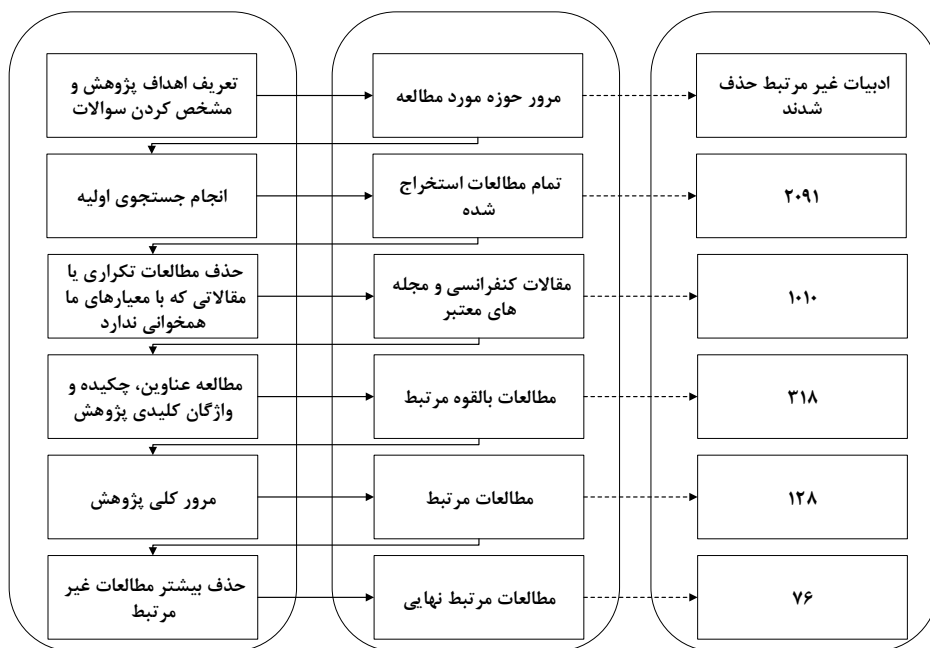 تعریف اهداف پژوهش و
مشخص کردن سوالات
مرور حوزه مورد مطالعه
ادبیات غیر مرتبط حذف
شدند
انجام جستجوی اولیه
تمام مطالعات استخراج
شده
۲۰۹۱
حذف مطالعات تکراری یا
مقالاتی که با معیارهای ما
همخوانی ندارد
مقالات کنفرانسی و مجله
های معتبر
۱۰۱۰
مطالعه عناوین، چکیده و
واژگان کلیدی پژوهش
مطالعات بالقوه مرتبط
۳۱۸
مرور کلی پژوهش
مطالعات مرتبط
۱۲۸
حذف بیشتر مطالعات غیر
مرتبط
مطالعات مرتبط نهایی
۷۶